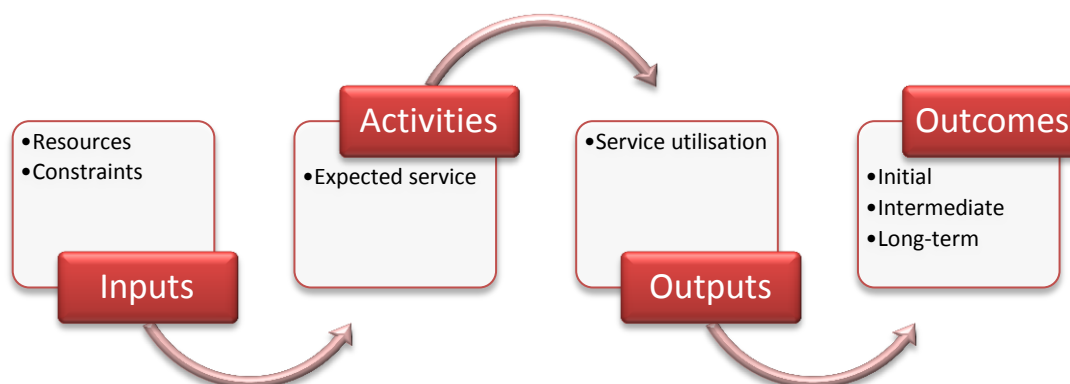 •Resources
•Constraints
Inputs
Activities
•Expected service
•Service utilisation
Outputs
Outcomes
•Initial
•Intermediate
•Long-term